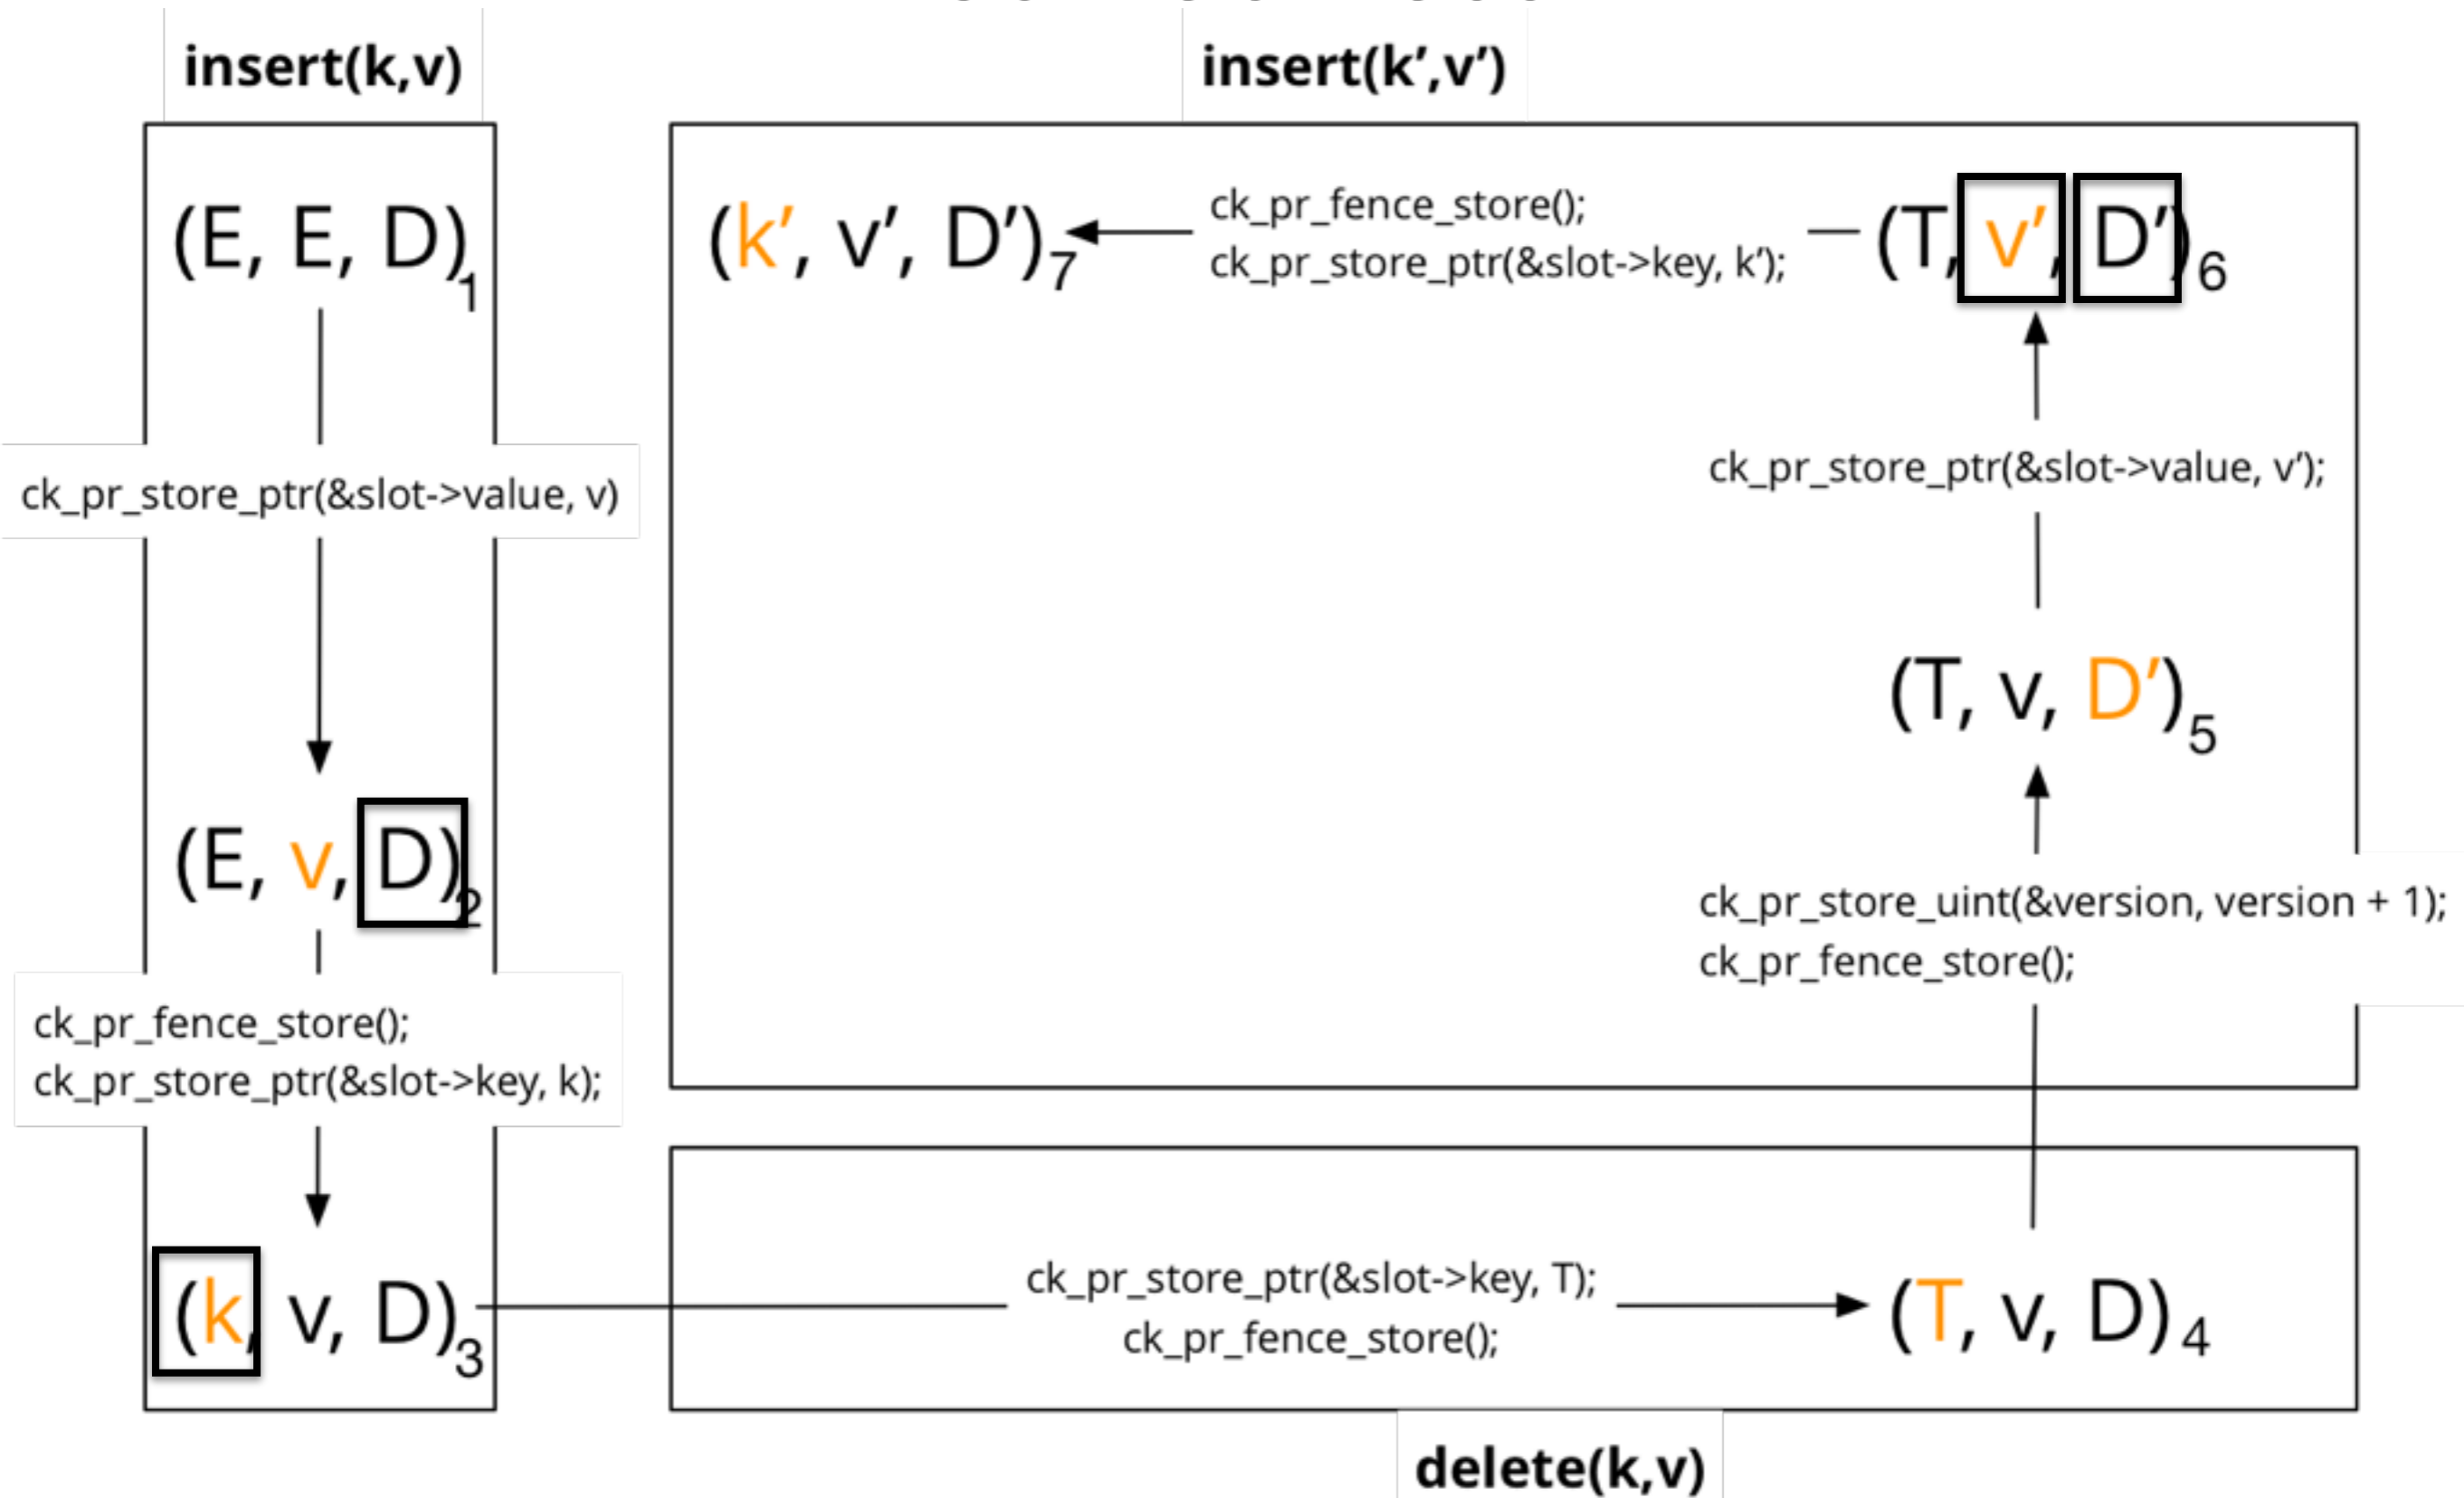 insert(k,v)
insert(k’,v’)
(E, E, D)1
(k’, v’, D’)7
ck_pr_fence_store();
ck_pr_store_ptr(&slot->key, k’);
(T, v’, D’)6
ck_pr_store_ptr(&slot->value, v)
ck_pr_store_ptr(&slot->value, v’);
(T, v, D’)5
(E, v, D)2
ck_pr_store_uint(&version, version + 1);
ck_pr_fence_store();
ck_pr_fence_store();
ck_pr_store_ptr(&slot->key, k);
(k, v, D)3
ck_pr_store_ptr(&slot->key, T);
ck_pr_fence_store();
(T, v, D)4
delete(k,v)